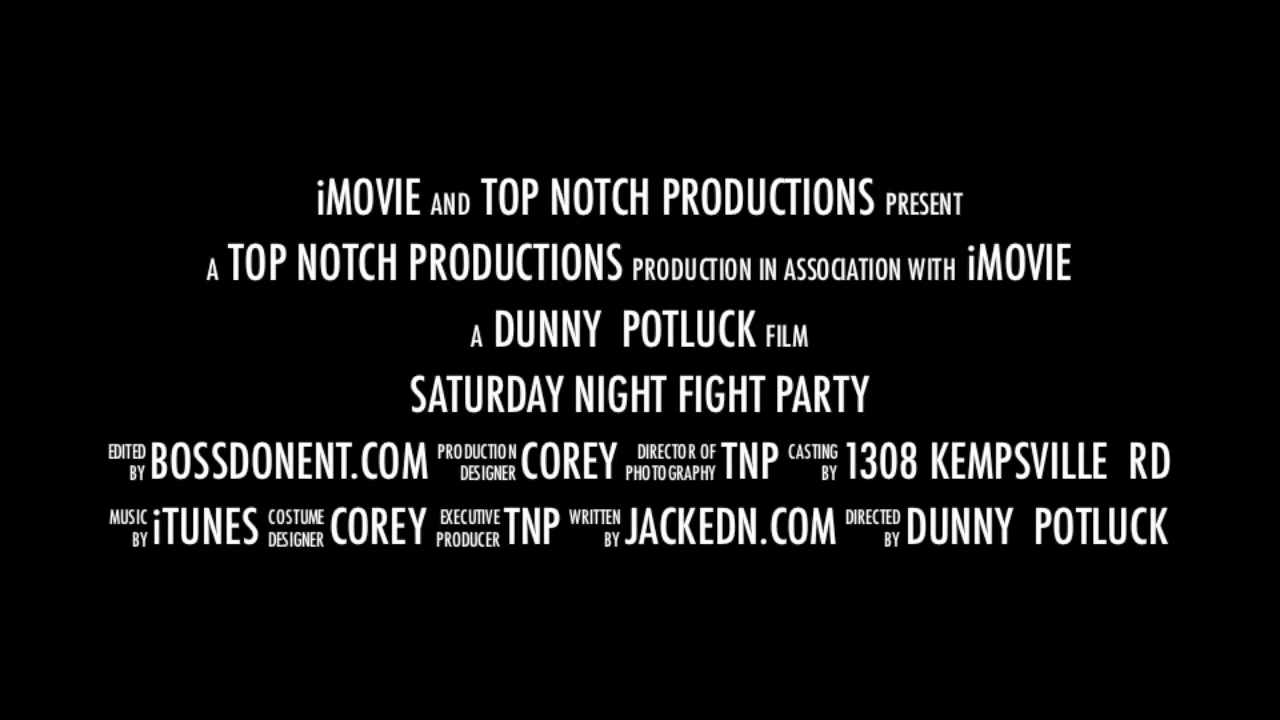 iMOVIE AND TOP NOTCH PRODUCTIONS PRESENT
A TOP NOTCH PRODUCTIONS PRODUCTION IN ASSOCIATION WITH iMOVIE
A DUNNY POTLUCK FILM
SATURDAY NIGHT FIGHT PARTY
EDITED BY BOSSDONENT.COM PRODUCTION DESIGNER COREY DIRECTOR OF PHOTOGRAPHY TNP CASTING BY 1308 KEMPSVILLE RD
MUSIC BY iTUNES COSTUME DESIGNER COREY EXECUTIVE PRODUCER TNP WRITTEN BY JACKEDN.COM DIRECTED BY DUNNY POTLUCK